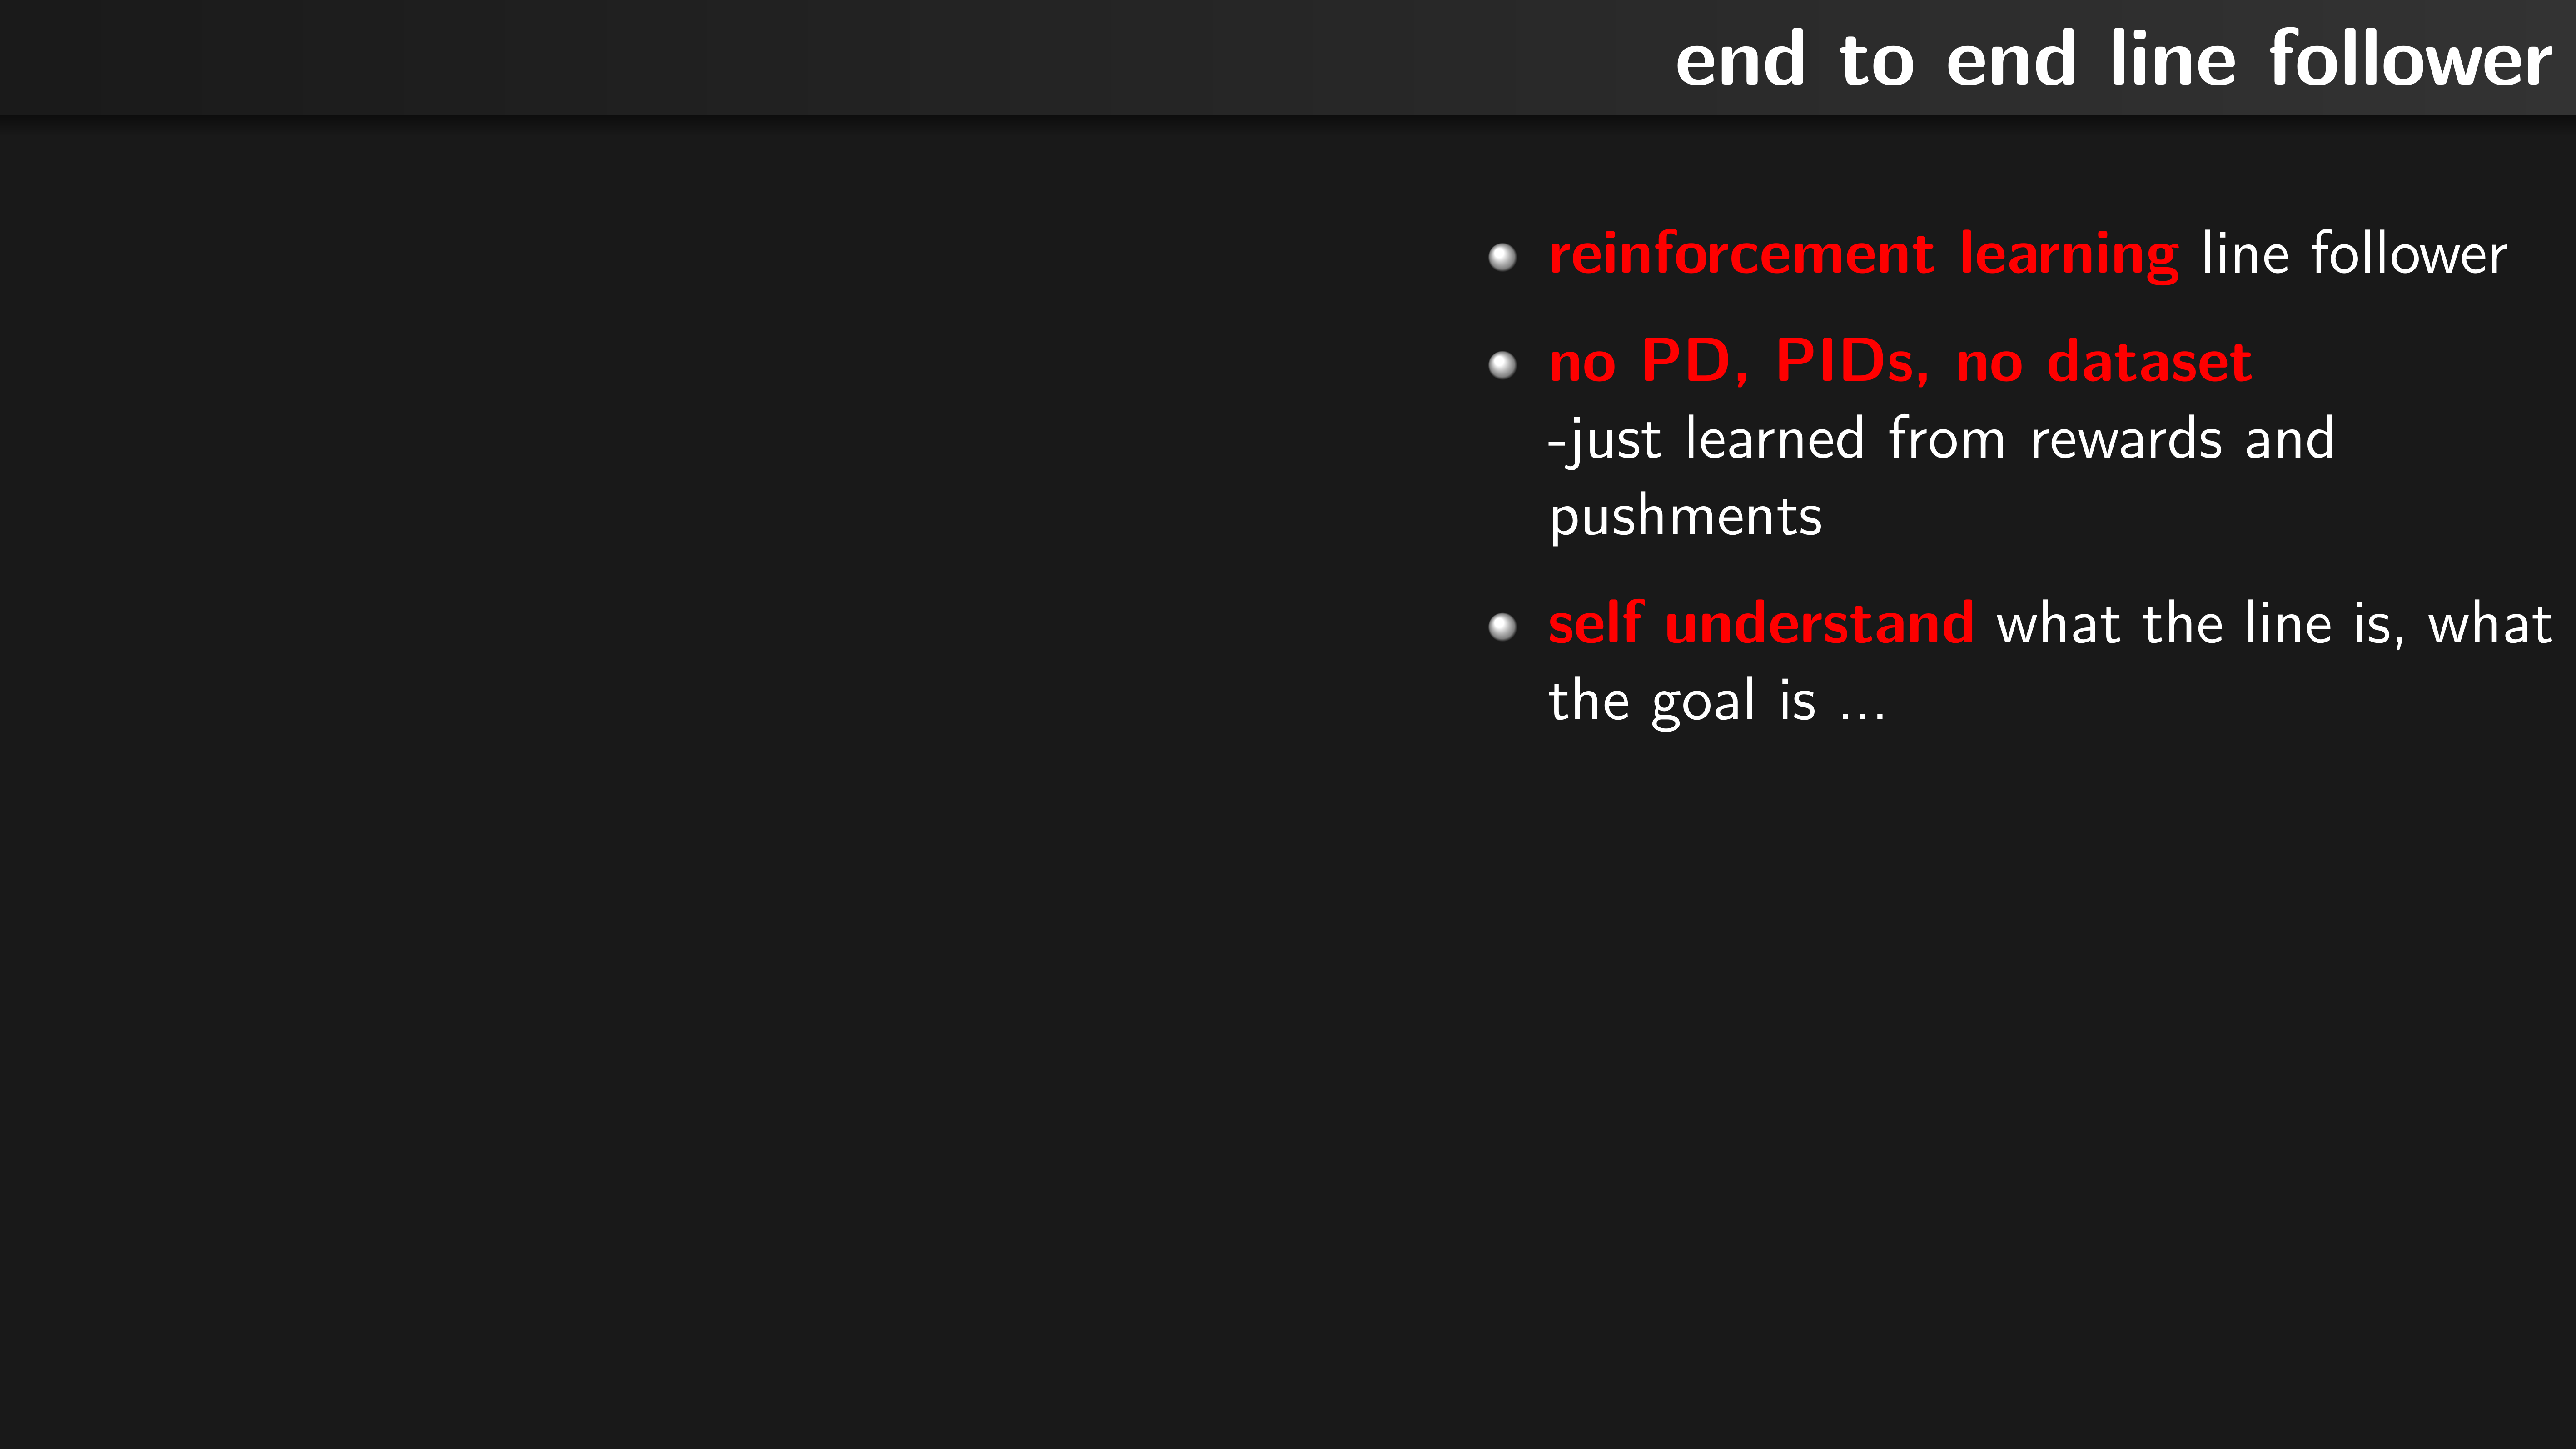 end to end line follower
reinforcement learning line follower
no PD, PIDs, no dataset
-just learned from rewards and
pushments
self understand what the line is, what
the goal is ...